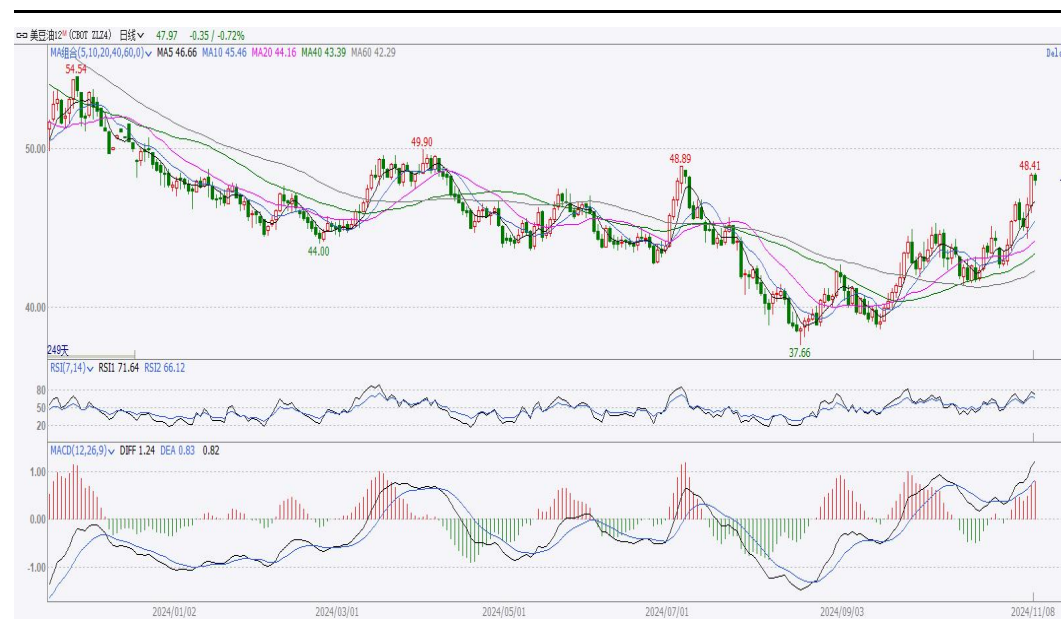 美豆油12ᴹ (CBOT ZLZ4) 日线 47.97 -0.35 / -0.72%
MA组合(5,10,20,40,60,0) MA5 46.66 MA10 45.46 MA20 44.16 MA40 43.39 MA60 42.29
54.54
50.00
49.90
48.89
48.41
44.00
40.00
37.66
249天
RSI(7,14) RSI1 71.64 RSI2 66.12
80
50
20
MACD(12,26,9) DIFF 1.24 DEA 0.83 0.82
1.00
0.00
-1.00
2024/01/02 2024/03/01 2024/05/01 2024/07/01 2024/09/03 2024/11/08